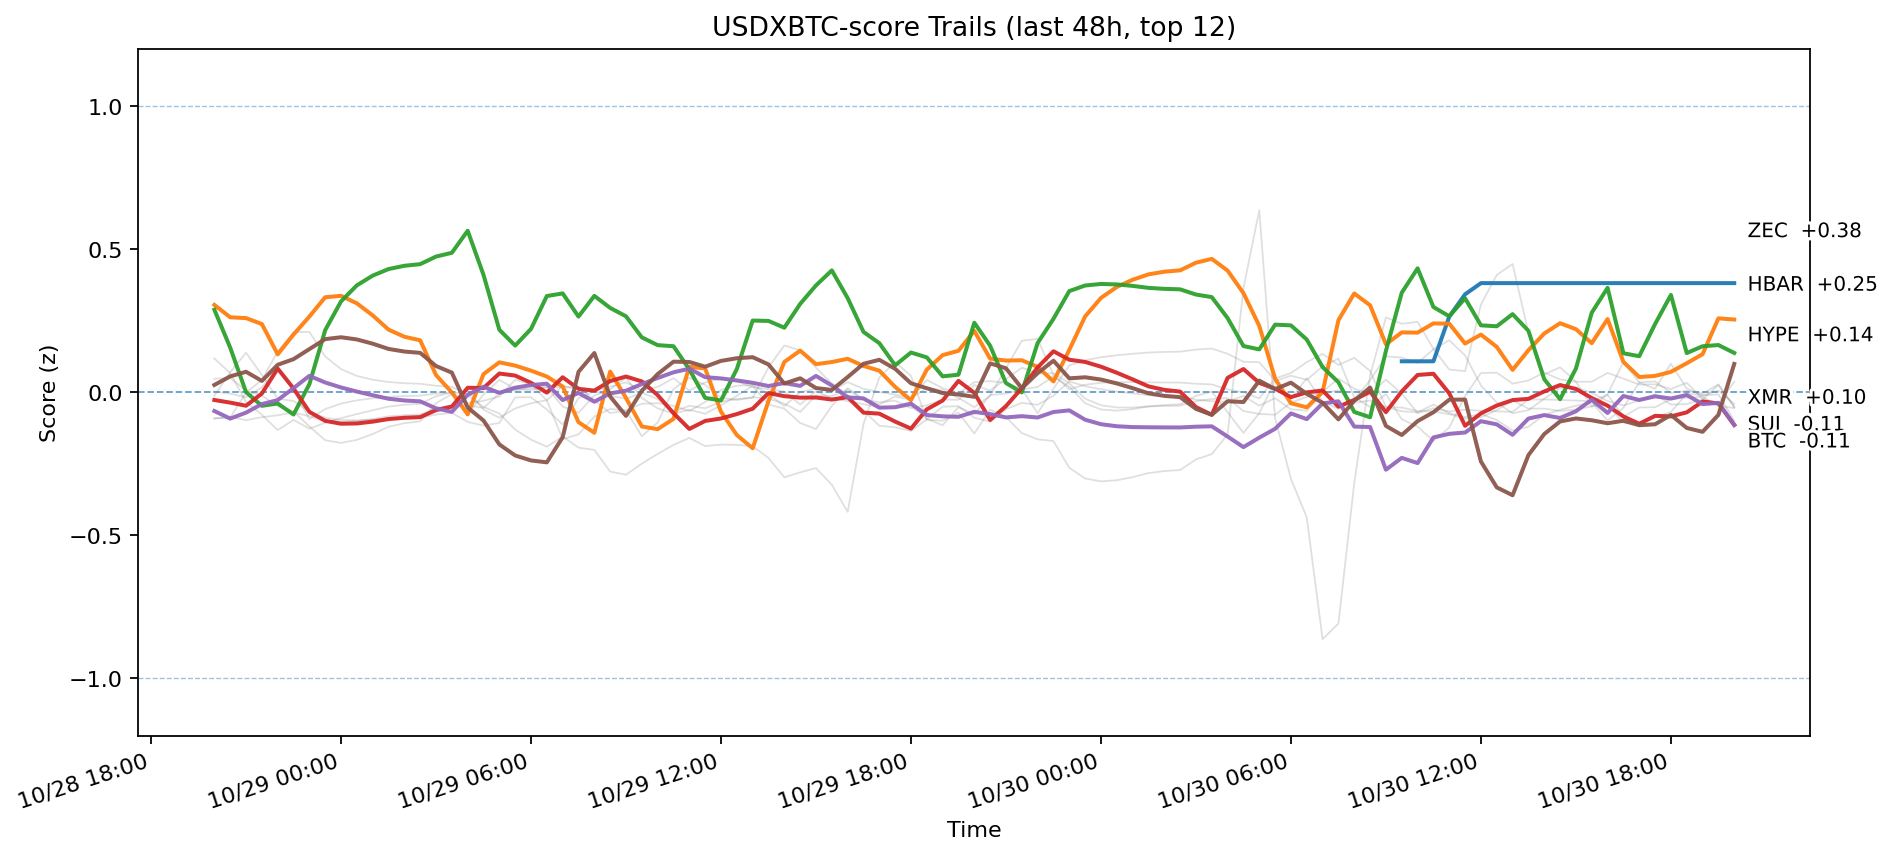 USDXBTC-score Trails (last 48h, top 12)
Score (z)
1.0
0.5
0.0
−0.5
−1.0
ZEC +0.38
HBAR +0.25
HYPE +0.14
XMR +0.10
SUI -0.11
BTC -0.11
10/28 18:00
10/29 00:00
10/29 06:00
10/29 12:00
10/29 18:00
10/30 00:00
10/30 06:00
10/30 12:00
10/30 18:00
Time